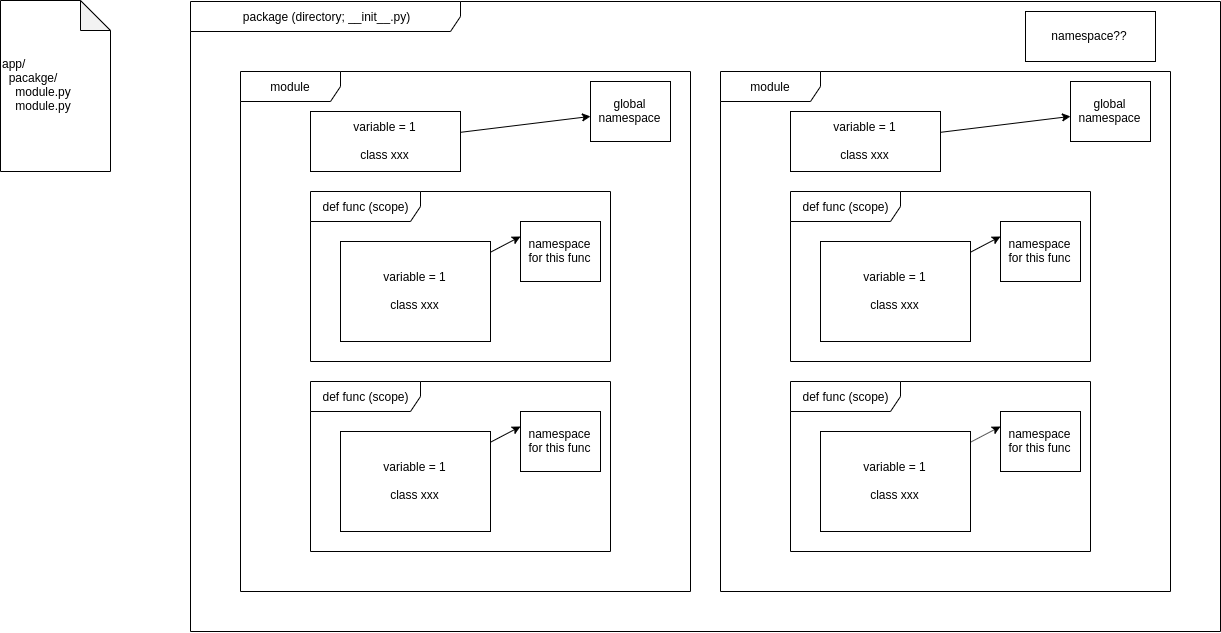 app/
pacakge/
module.py
module.py
package (directory; __init__.py)
namespace??
module
variable = 1
class xxx
global
namespace
def func (scope)
variable = 1
class xxx
namespace
for this func
def func (scope)
variable = 1
class xxx
namespace
for this func
module
variable = 1
class xxx
global
namespace
def func (scope)
variable = 1
class xxx
namespace
for this func
def func (scope)
variable = 1
class xxx
namespace
for this func